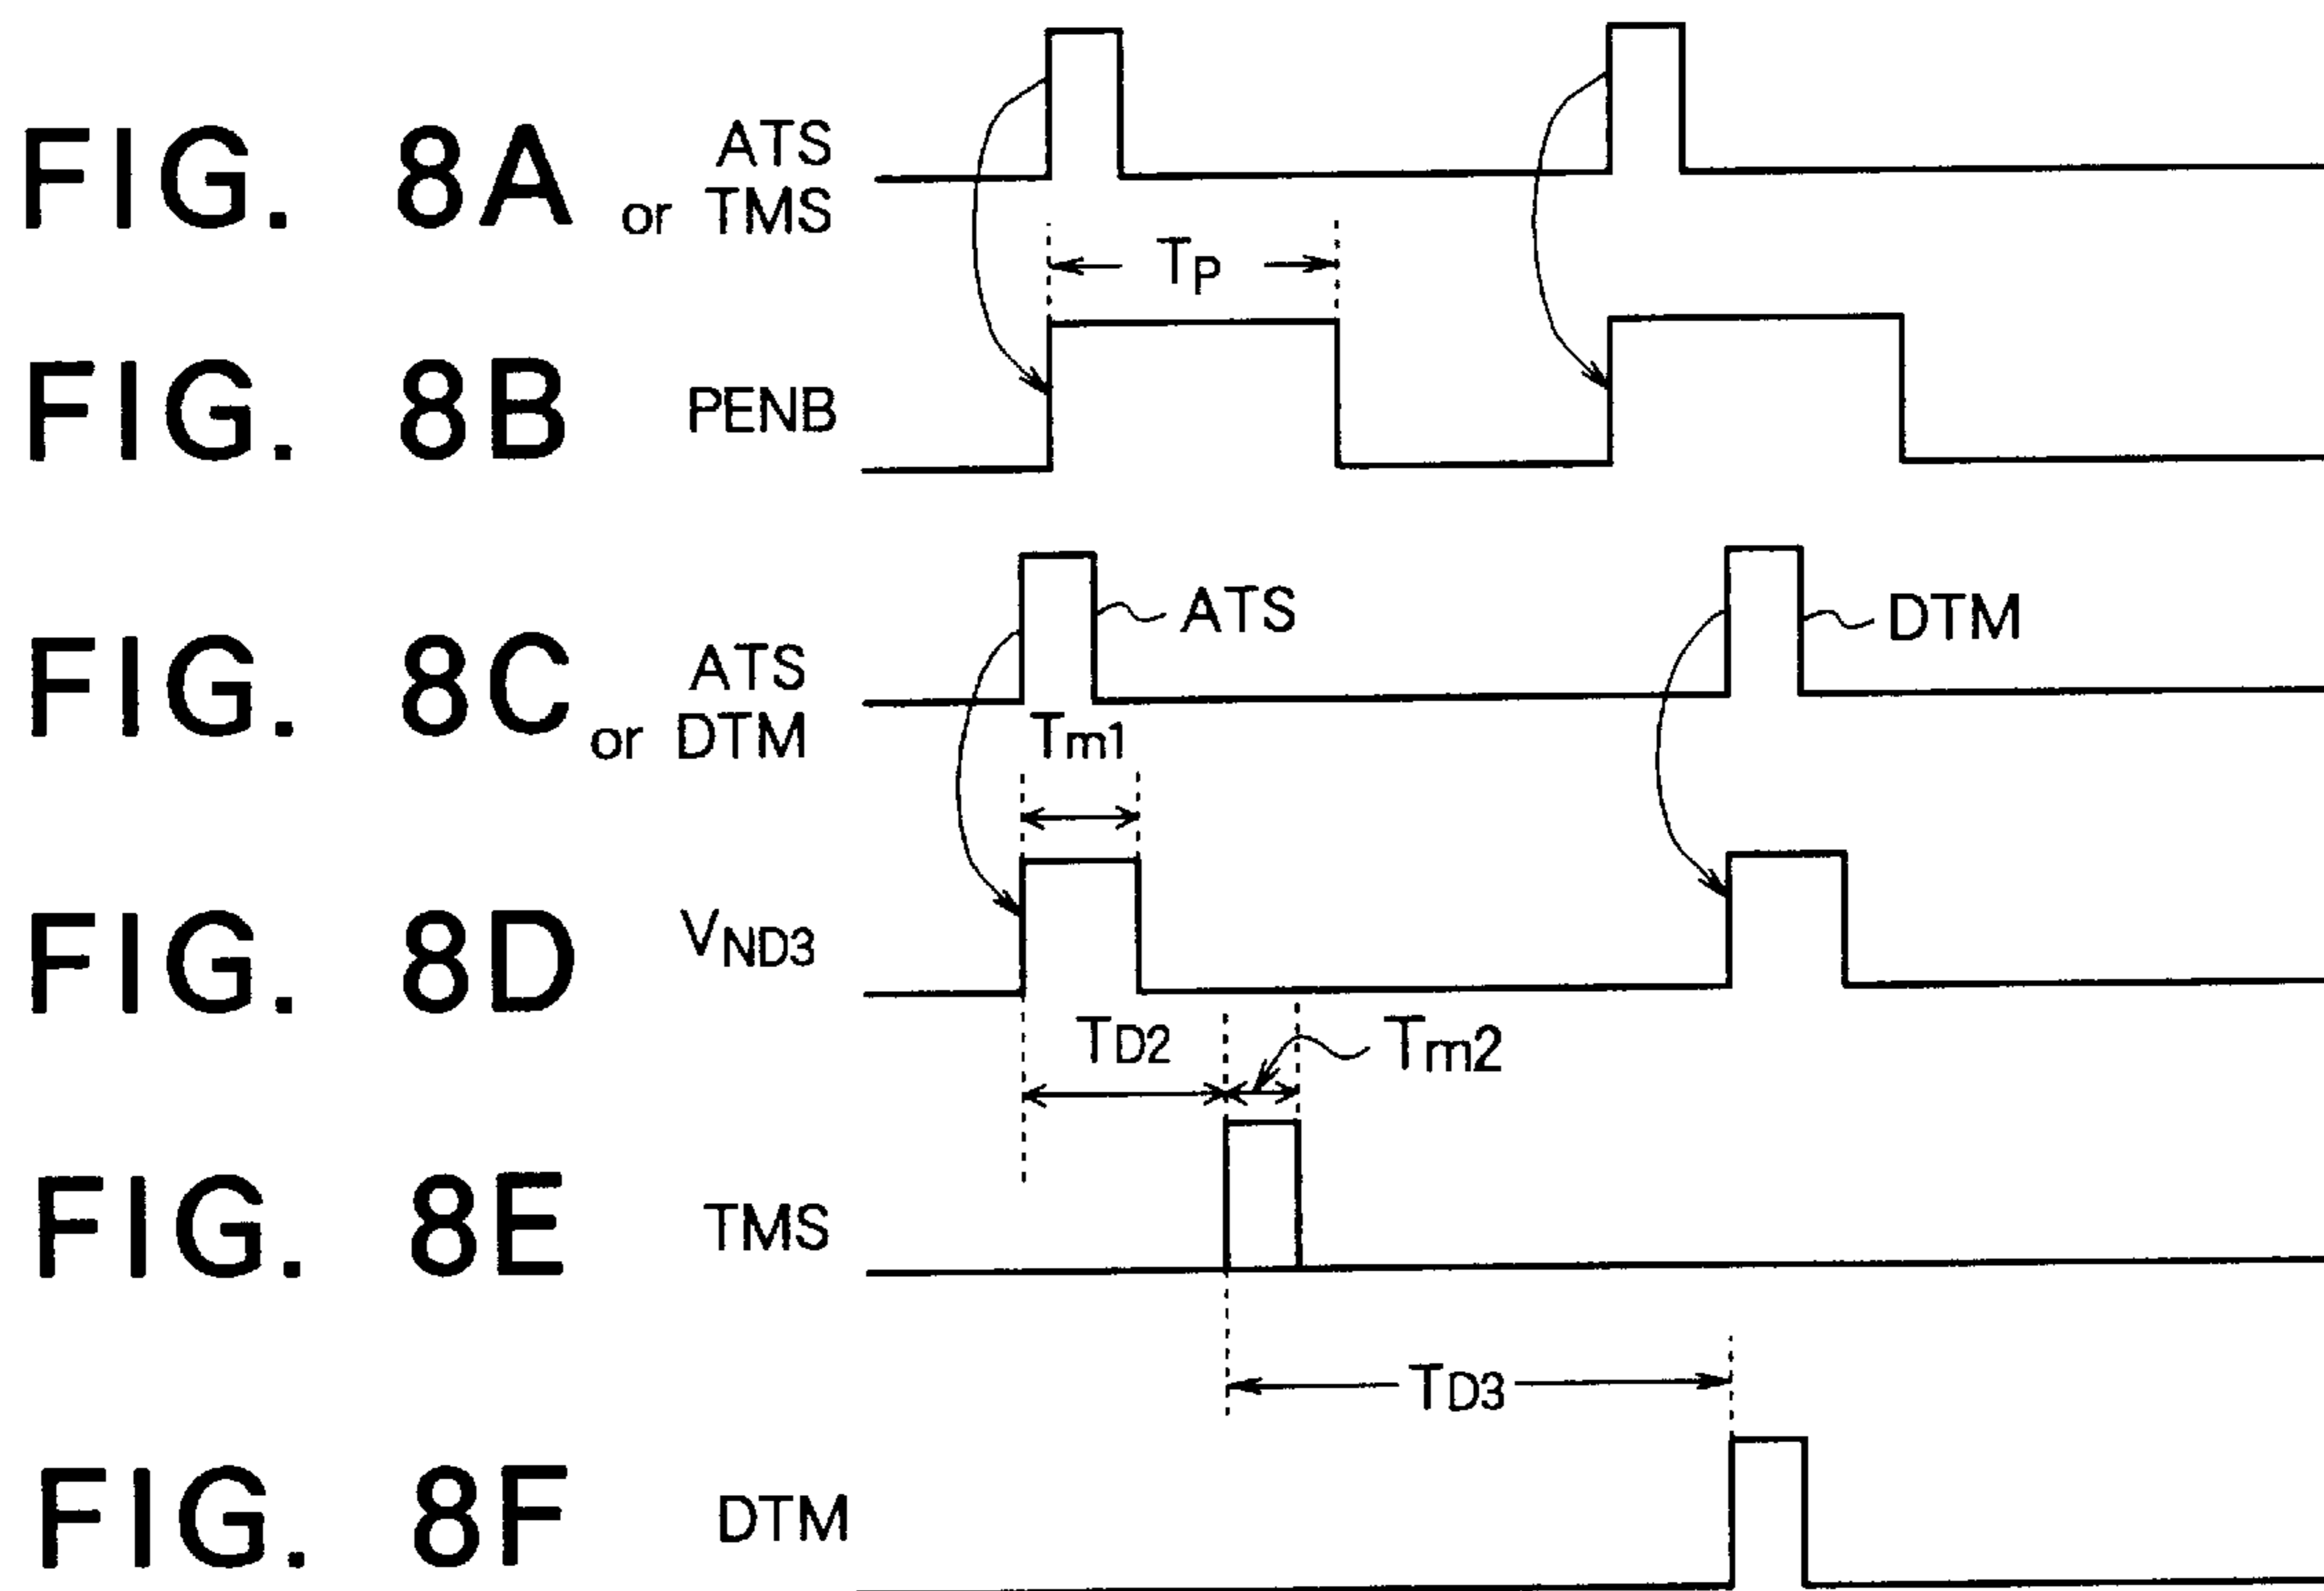 FIG. 8A ATS
or TMS
TP
FIG. 8B PENB
ATS DTM
FIG. 8C ATS
or DTM Tm1
FIG. 8D VND3
TD2 Tm2
FIG. 8E TMS
TD3
FIG. 8F DTM